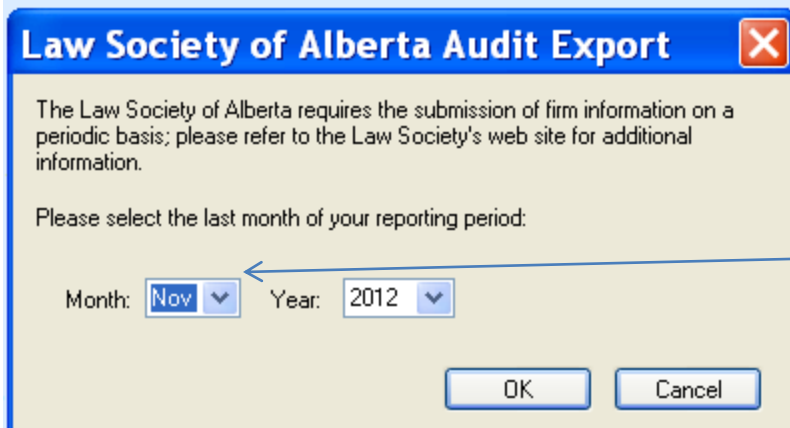 Law Society of Alberta Audit Export
The Law Society of Alberta requires the submission of firm information on a
periodic basis; please refer to the Law Society's web site for additional
information.
Please select the last month of your reporting period:
Month: Nov Year: 2012
OK Cancel